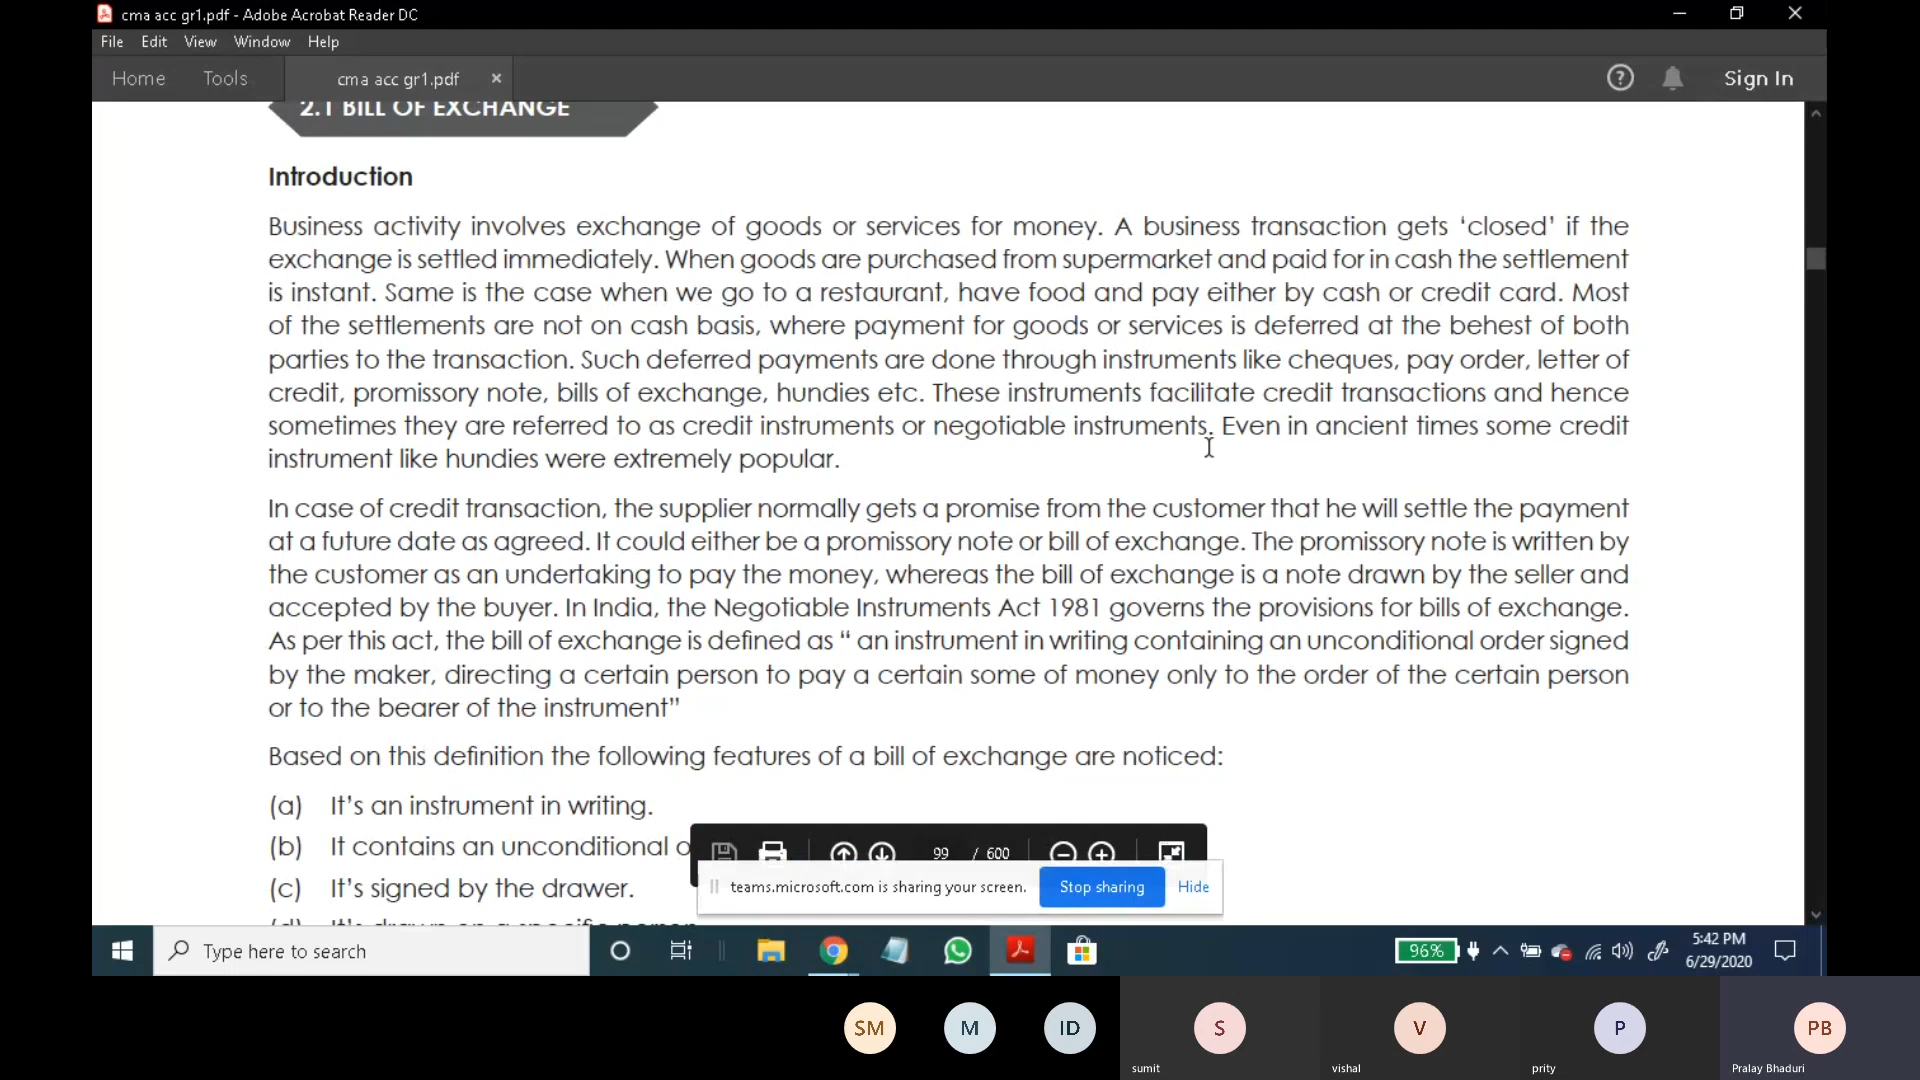 cma acc gr1.pdf - Adobe Acrobat Reader DC
File Edit View Window Help
Home Tools cma acc gr1.pdf × Sign In
2.1 BILL OF EXCHANGE
Introduction
Business activity involves exchange of goods or services for money. A business transaction gets ‘closed’ if the
exchange is settled immediately. When goods are purchased from supermarket and paid for in cash the settlement
is instant. Same is the case when we go to a restaurant, have food and pay either by cash or credit card. Most
of the settlements are not on cash basis, where payment for goods or services is deferred at the behest of both
parties to the transaction. Such deferred payments are done through instruments like cheques, pay order, letter of
credit, promissory note, bills of exchange, hundies etc. These instruments facilitate credit transactions and hence
sometimes they are referred to as credit instruments or negotiable instruments. Even in ancient times some credit
instrument like hundies were extremely popular.
In case of credit transaction, the supplier normally gets a promise from the customer that he will settle the payment
at a future date as agreed. It could either be a promissory note or bill of exchange. The promissory note is written by
the customer as an undertaking to pay the money, whereas the bill of exchange is a note drawn by the seller and
accepted by the buyer. In India, the Negotiable Instruments Act 1981 governs the provisions for bills of exchange.
As per this act, the bill of exchange is defined as “ an instrument in writing containing an unconditional order signed
by the maker, directing a certain person to pay a certain some of money only to the order of the certain person
or to the bearer of the instrument”
Based on this definition the following features of a bill of exchange are noticed:
(a) It’s an instrument in writing.
(b) It contains an unconditional o
(c) It’s signed by the drawer.
(d) It’s drawn on a specific person
99 / 600
teams.microsoft.com is sharing your screen. Stop sharing Hide
Type here to search
96%
5:42 PM
6/29/2020
SM M ID S V P PB
sumit vishal prity Pralay Bhaduri